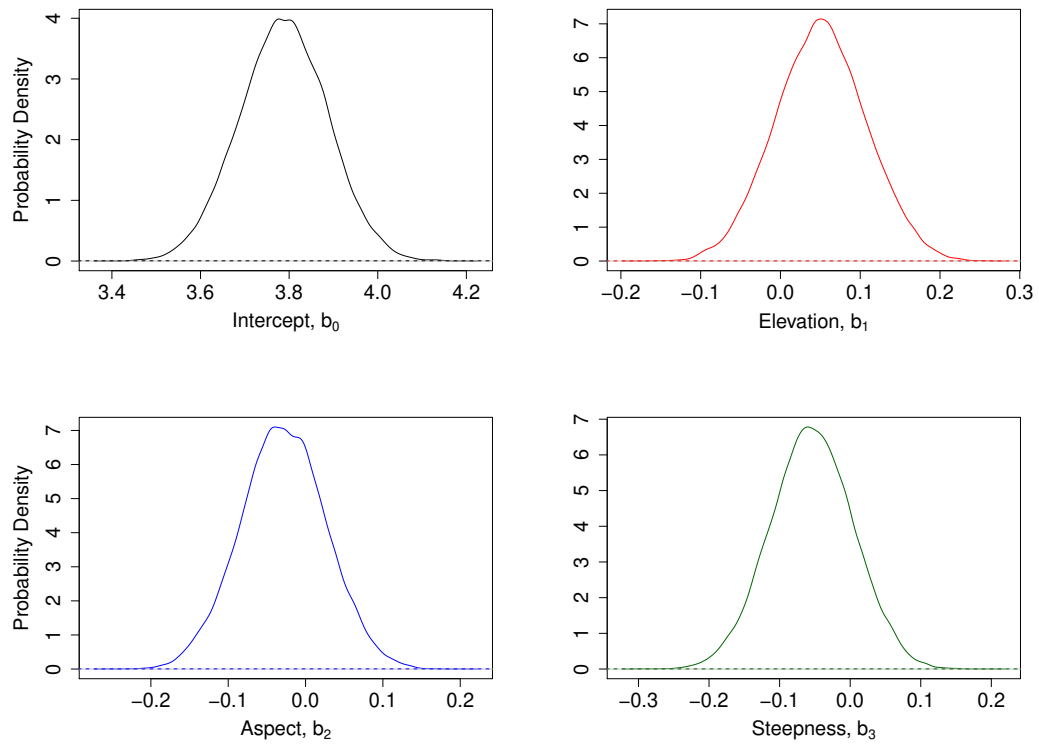 Probability Density
0 1 2 3 4
3.4 3.6 3.8 4.0 4.2
Intercept, b0
0 1 2 3 4 5 6 7
−0.2 −0.1 0.0 0.1 0.2 0.3
Elevation, b1
Probability Density
0 1 2 3 4 5 6 7
−0.2 −0.1 0.0 0.1 0.2
Aspect, b2
0 1 2 3 4 5 6 7
−0.3 −0.2 −0.1 0.0 0.1 0.2
Steepness, b3